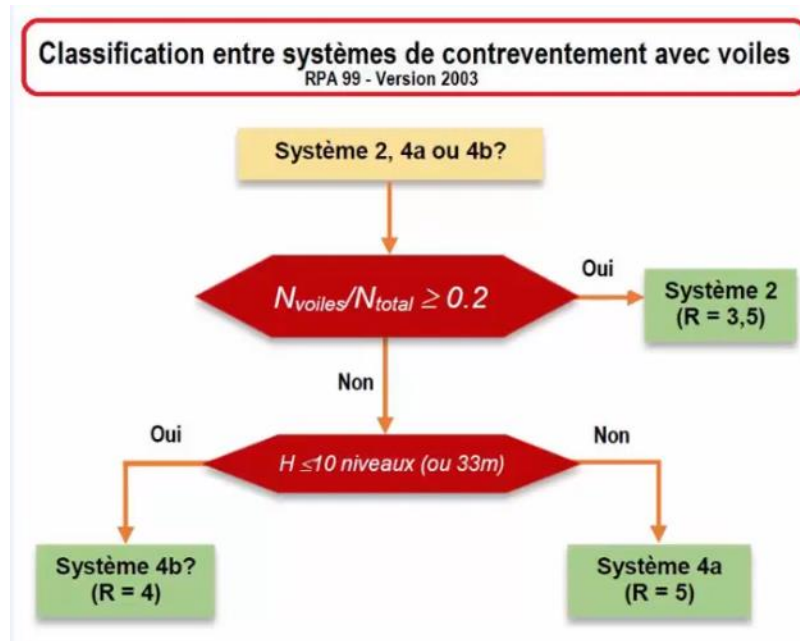 Classification entre systèmes de contreventement avec voiles
RPA 99 - Version 2003
Système 2, 4a ou 4b?
Nvoiles/Ntotal ≥ 0.2
Oui
Système 2
(R = 3,5)
Non
Oui
H ≤10 niveaux (ou 33m)
Non
Système 4b?
(R = 4)
Système 4a
(R = 5)